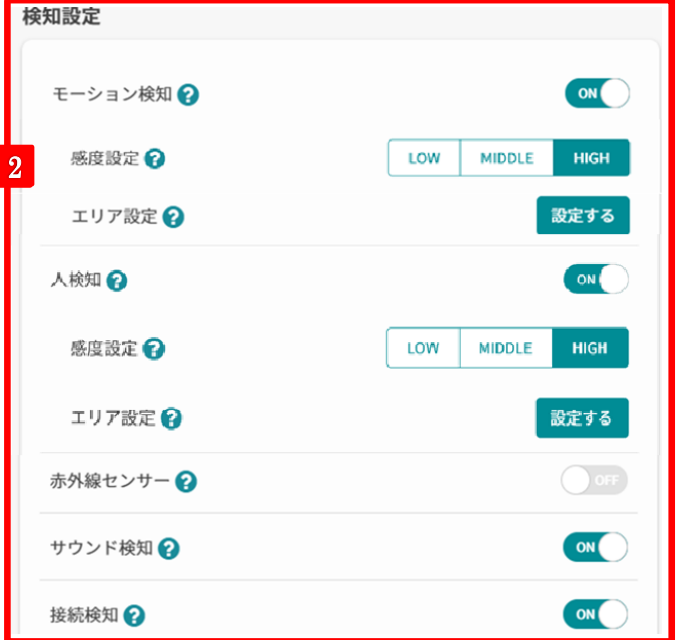 検知設定
モーション検知 ? ON
2
感度設定 ? LOW MIDDLE HIGH
エリア設定 ? 設定する
人検知 ? ON
感度設定 ? LOW MIDDLE HIGH
エリア設定 ? 設定する
赤外線センサー ? OFF
サウンド検知 ? ON
接続検知 ? ON